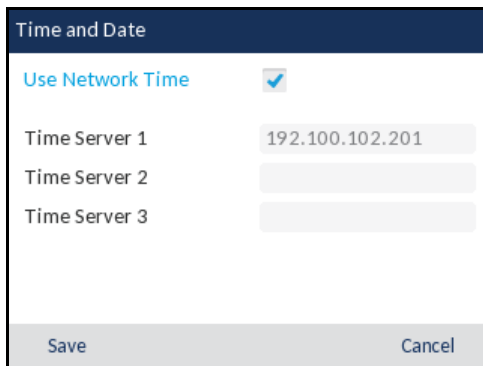 Time and Date
Use Network Time
Time Server 1 192.100.102.201
Time Server 2
Time Server 3
Save Cancel